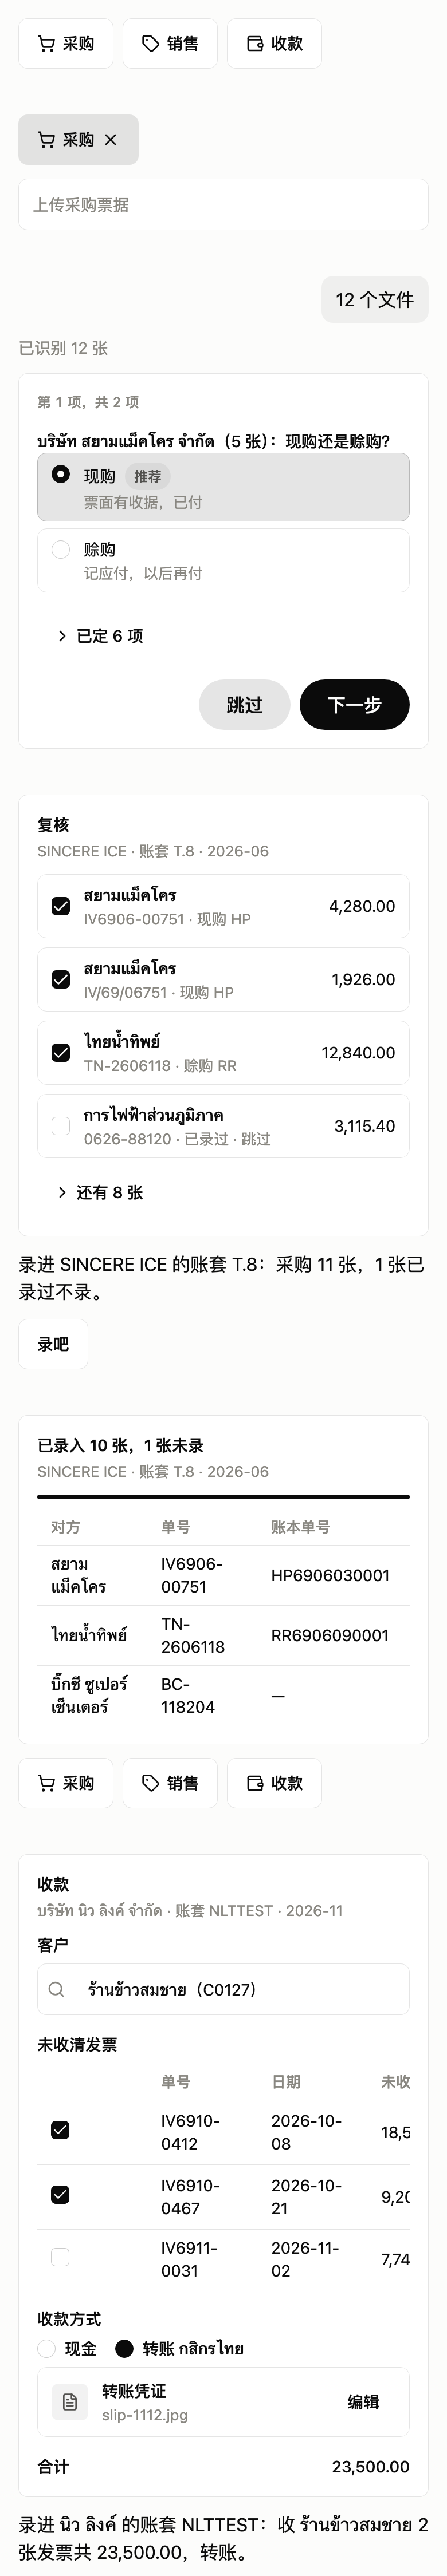 采购 销售 收款
采购
上传采购票据
12 个文件
已识别 12 张
第 1 项，共 2 项
บริษัท สยามแม็คโคร จำกัด（5 张）：现购还是赊购？
现购 推荐
票面有收据，已付
赊购
记应付，以后再付
已定 6 项
跳过 下一步
复核
SINCERE ICE · 账套 T.8 · 2026-06
สยามแม็คโคร
IV6906-00751 · 现购 HP
4,280.00
สยามแม็คโคร
IV/69/06751 · 现购 HP
1,926.00
ไทยน้ำทิพย์
TN-2606118 · 赊购 RR
12,840.00
การไฟฟ้าส่วนภูมิภาค
0626-88120 · 已录过 · 跳过
3,115.40
还有 8 张
录进 SINCERE ICE 的账套 T.8：采购 11 张，1 张已
录过不录。
录吧
已录入 10 张，1 张未录
SINCERE ICE · 账套 T.8 · 2026-06
对方 单号 账本单号
สยาม
แม็คโคร
IV6906-
00751
HP6906030001
ไทยน้ำทิพย์
TN-
2606118
RR6906090001
บิ๊กซี ซูเปอร์
เซ็นเตอร์
BC-
118204
—
采购 销售 收款
收款
บริษัท นิว ลิงค์ จำกัด · 账套 NLTTEST · 2026-11
客户
ร้านข้าวสมชาย（C0127）
未收清发票
单号 日期 未收
IV6910-
0412
2026-10-
08
18,5
IV6910-
0467
2026-10-
21
9,20
IV6911-
0031
2026-11-
02
7,74
收款方式
现金 转账 กสิกรไทย
转账凭证
slip-1112.jpg
编辑
合计 23,500.00
录进 นิว ลิงค์ 的账套 NLTTEST：收 ร้านข้าวสมชาย 2
张发票共 23,500.00，转账。